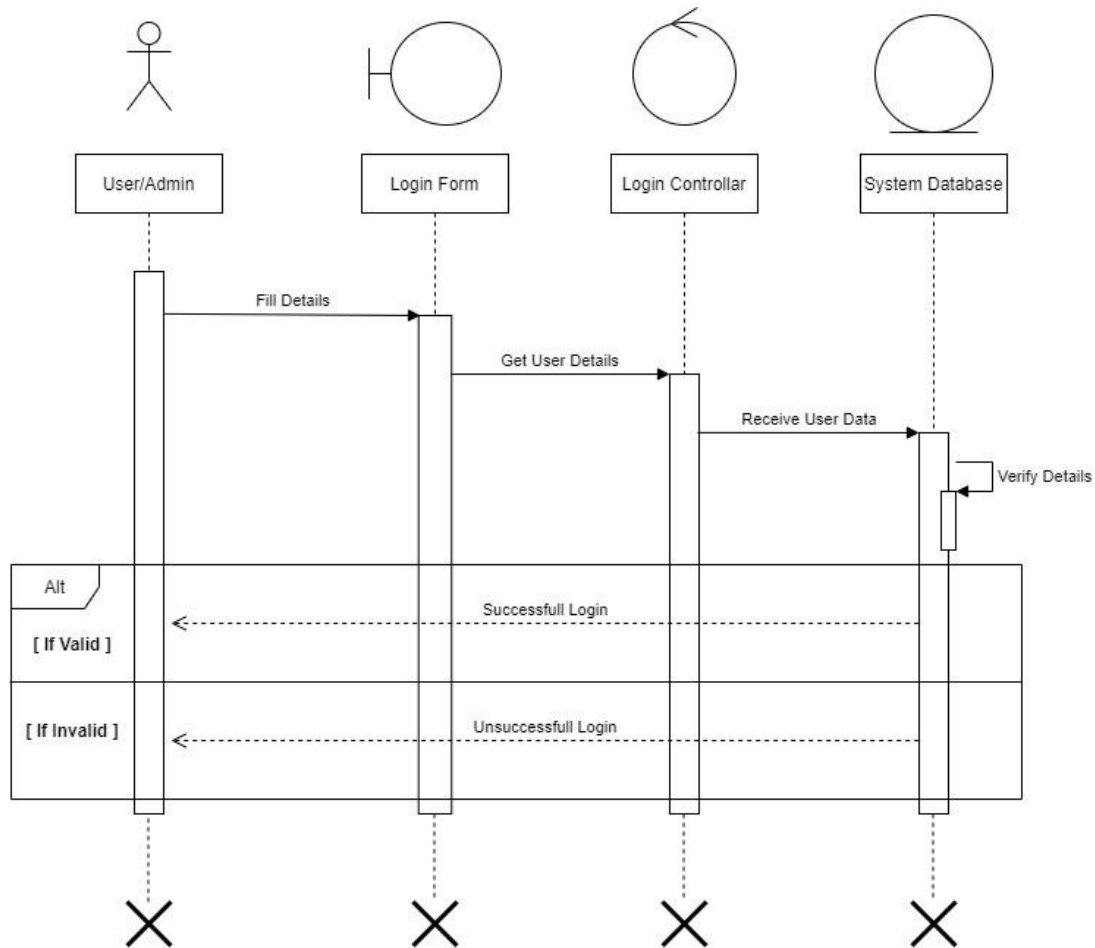 User/Admin
Login Form
Login Controllar
System Database
Fill Details
Get User Details
Receive User Data
Verify Details
Alt
Successfull Login
[ If Valid ]
Unsuccessfull Login
[ If Invalid ]